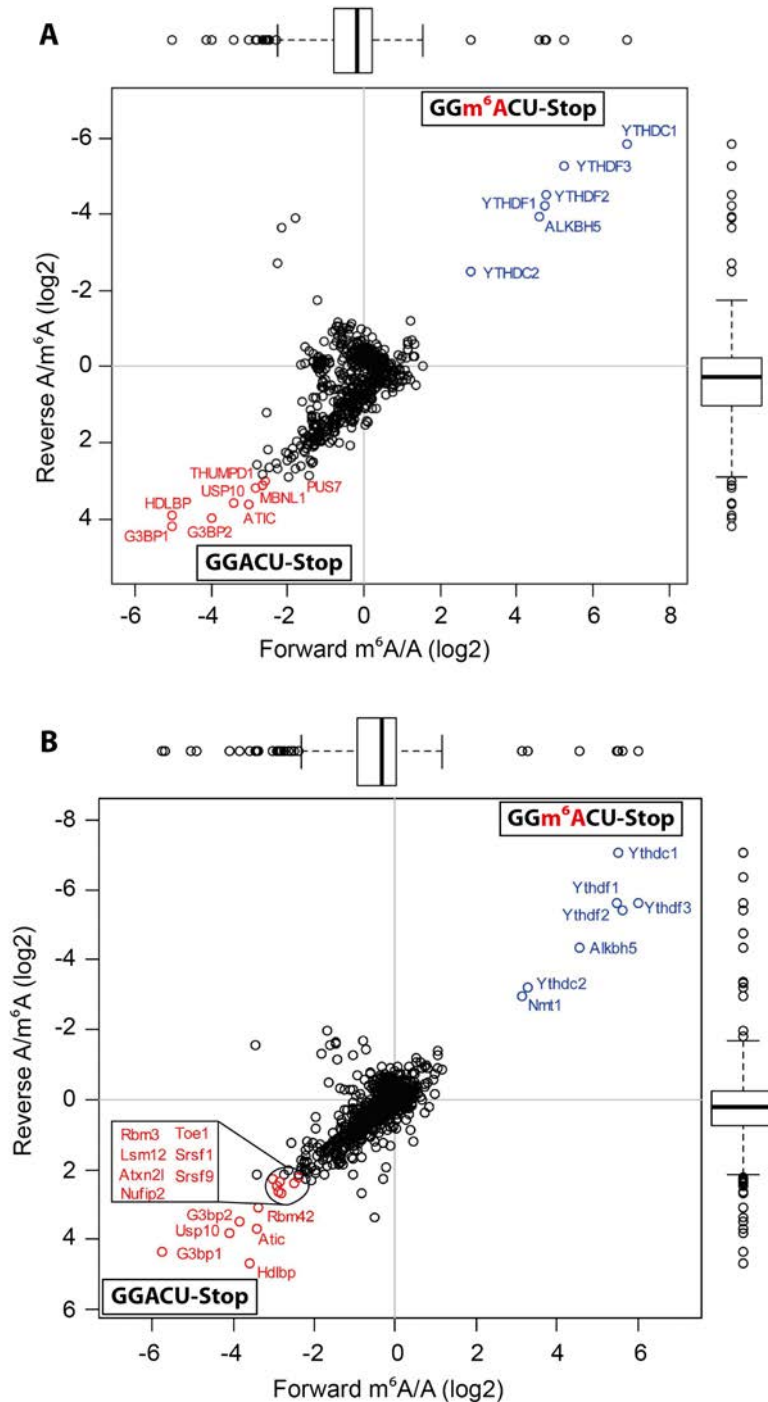 A
GGm⁶ACU-Stop
YTHDC1
YTHDF3
YTHDF2
YTHDF1
ALKBH5
YTHDC2
-6
-4
-2
0
2
4
Reverse A/m⁶A (log2)
THUMPD1
PUS7
USP10
MBNL1
HDLBP
ATIC
G3BP1
G3BP2
GGACU-Stop
-6 -4 -2 0 2 4 6 8
Forward m⁶A/A (log2)
B
GGm⁶ACU-Stop
Ythdc1
Ythdf1
Ythdf2
Ythdf3
Alkbh5
Ythdc2
Nmt1
-8
-6
-4
-2
0
2
4
6
Reverse A/m⁶A (log2)
Rbm3 Toe1
Lsm12 Srsf1
Atxn2l Srsf9
Nufip2
G3bp2
Rbm42
Usp10
Atic
G3bp1
Hdlbp
GGACU-Stop
-6 -4 -2 0 2 4 6
Forward m⁶A/A (log2)